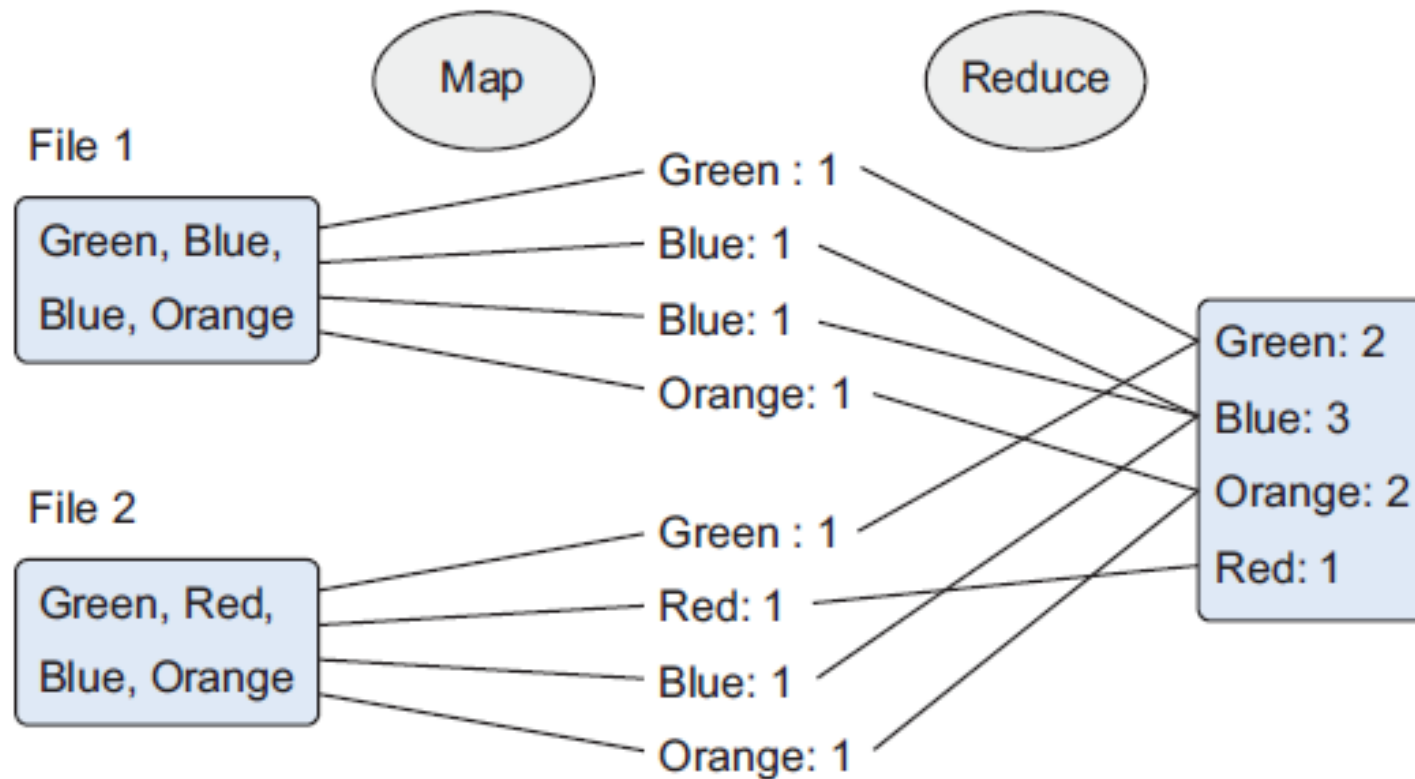 Map
Reduce
File 1
Green, Blue,
Blue, Orange
Green : 1
Blue: 1
Blue: 1
Orange: 1
File 2
Green, Red,
Blue, Orange
Green : 1
Red: 1
Blue: 1
Orange: 1
Green: 2
Blue: 3
Orange: 2
Red: 1